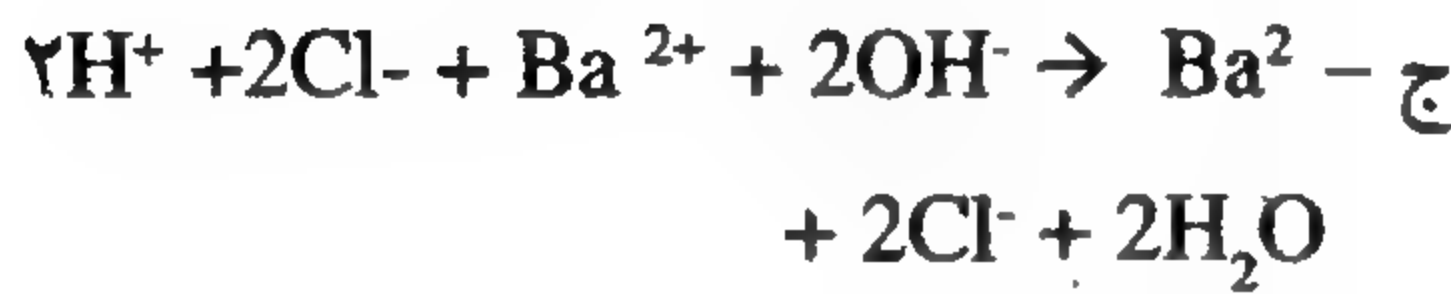 ج – ٢H⁺ +2Cl- + Ba ²⁺ + 2OH⁻ → Ba²
+ 2Cl⁻ + 2H₂O